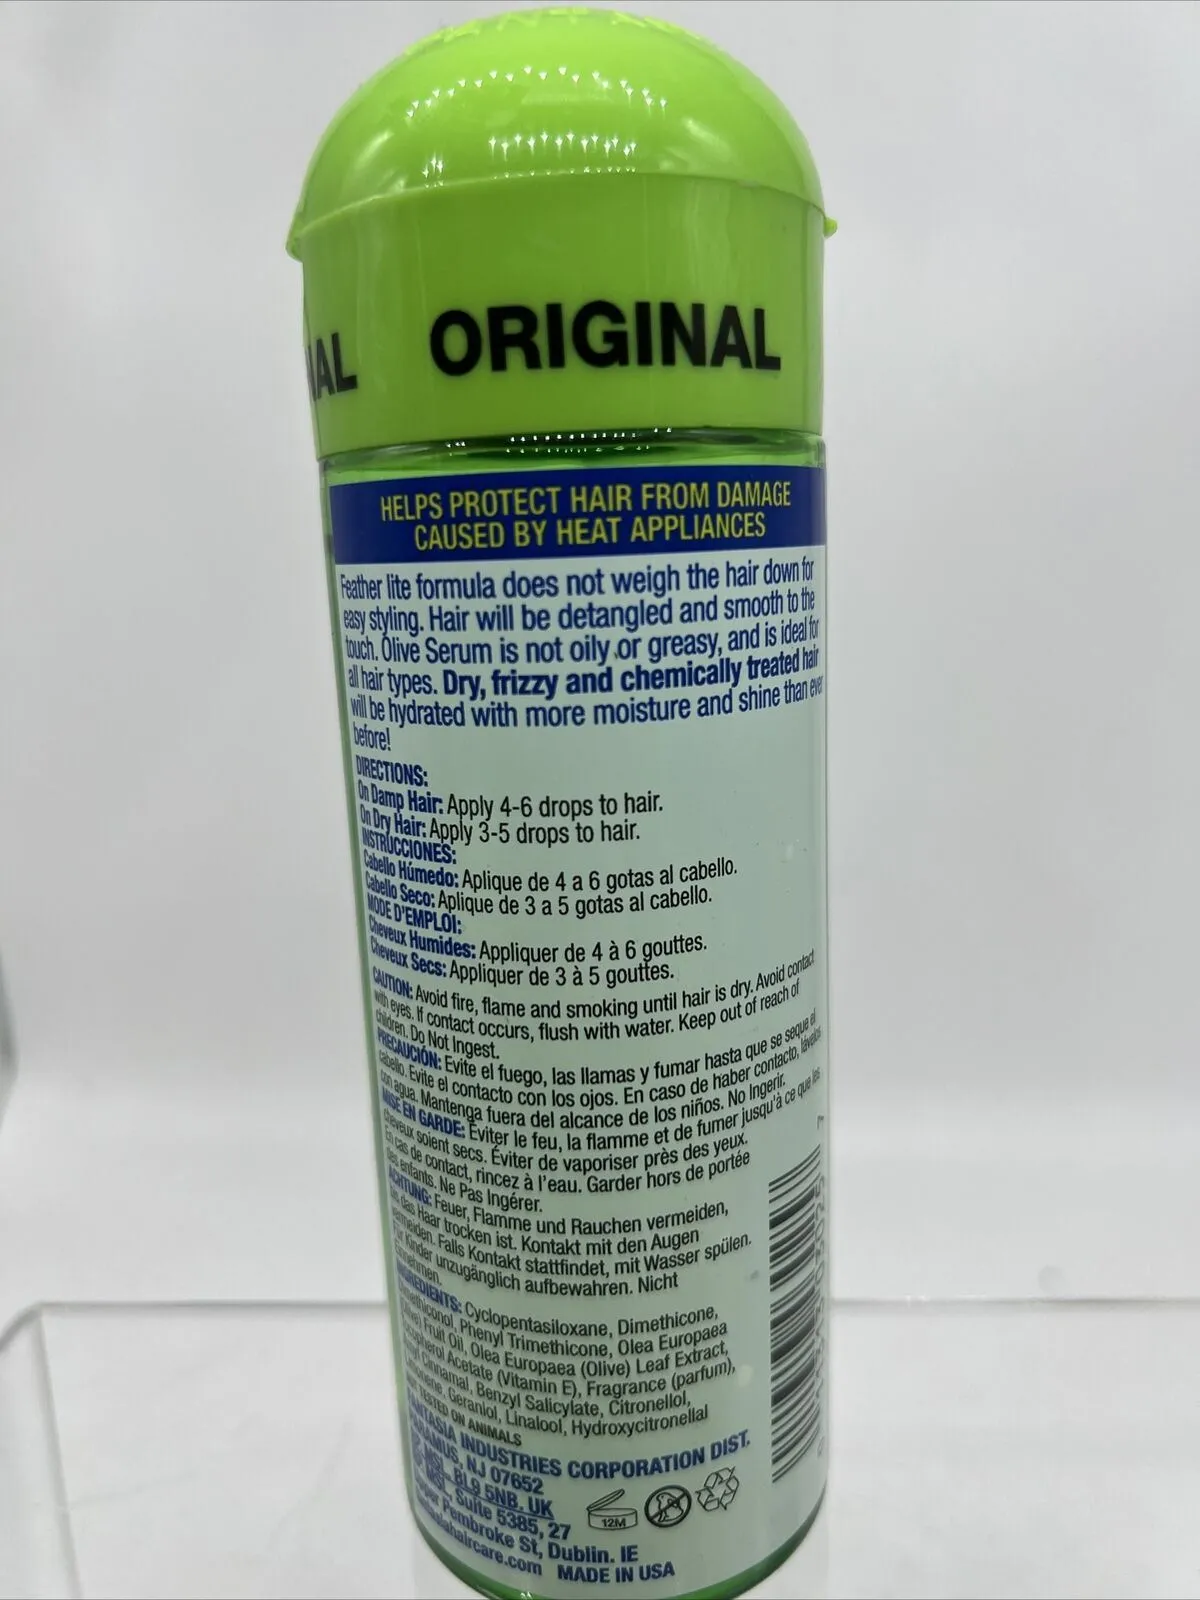 ORIGINAL
HELPS PROTECT HAIR FROM DAMAGE
CAUSED BY HEAT APPLIANCES
Feather lite formula does not weigh the hair down for
easy styling. Hair will be detangled and smooth to the
touch. Olive Serum is not oily or greasy, and is ideal for
all hair types. Dry, frizzy and chemically treated hair
will be hydrated with more moisture and shine than ever
before!
DIRECTIONS:
On Damp Hair: Apply 4-6 drops to hair.
On Dry Hair: Apply 3-5 drops to hair.
INSTRUCCIONES:
Cabello Húmedo: Aplique de 4 a 6 gotas al cabello.
Cabello Seco: Aplique de 3 a 5 gotas al cabello.
MODE D'EMPLOI:
Cheveux Humides: Appliquer de 4 à 6 gouttes.
Cheveux Secs: Appliquer de 3 à 5 gouttes.
CAUTION: Avoid fire, flame and smoking until hair is dry. Avoid contact
with eyes. If contact occurs, flush with water. Keep out of reach of
children. Do Not Ingest.
PRECAUCIÓN: Evite el fuego, las llamas y fumar hasta que se seque el
cabello. Evite el contacto con los ojos. En caso de haber contacto, lávelos
con agua. Mantenga fuera del alcance de los niños. No Ingerir.
MISE EN GARDE: Éviter le feu, la flamme et de fumer jusqu'à ce que les
cheveux soient secs. Éviter de vaporiser près des yeux.
En cas de contact, rincez à l'eau. Garder hors de portée
des enfants. Ne Pas Ingérer.
ACHTUNG: Feuer, Flamme und Rauchen vermeiden,
das Haar trocken ist. Kontakt mit den Augen
vermeiden. Falls Kontakt stattfindet, mit Wasser spülen.
Für Kinder unzugänglich aufbewahren. Nicht
INGREDIENTS: Cyclopentasiloxane, Dimethicone,
Dimethiconol, Phenyl Trimethicone, Olea Europaea
(Olive) Fruit Oil, Olea Europaea (Olive) Leaf Extract,
Tocopherol Acetate (Vitamin E), Fragrance (parfum),
Cinnamal, Benzyl Salicylate, Citronellol,
Geraniol, Linalool, Hydroxycitronellal
TESTED ON ANIMALS
FANTASIA INDUSTRIES CORPORATION DIST.
PARAMUS, NJ 07652
MSL, BL9 5NB. UK
MSL, Suite 5385, 27
Upper Pembroke St, Dublin. IE
MADE IN USA
12M